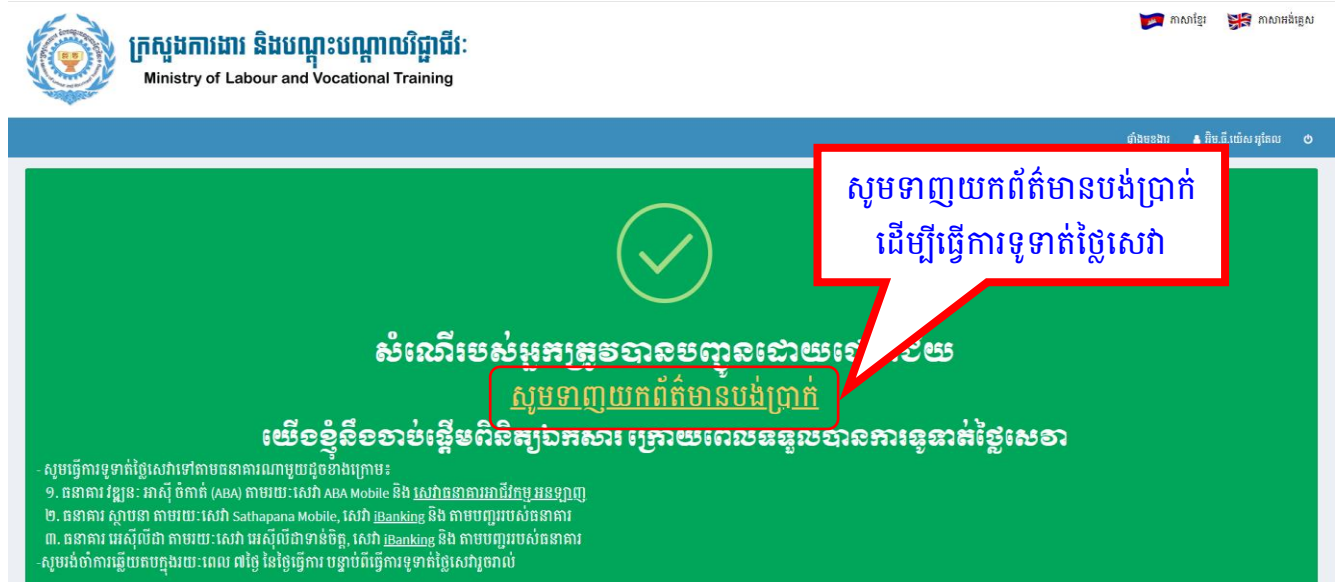 ភាសាខ្មែរ ភាសាអង់គ្លេស
ក្រសួងការងារ និងបណ្តុះបណ្តាលវិជ្ជាជីវៈ
Ministry of Labour and Vocational Training
ផ្ទាំងមខងារ អ៊ិម.ធី.យ៉េស អូតែល
សូមទាញយកព័ត៌មានបង់ប្រាក់
ដើម្បីធ្វើការទូទាត់ថ្លៃសេវា
សំណើរបស់អ្នកត្រូវបានបញ្ជូនដោយ
សូមទាញយកព័ត៌មានបង់ប្រាក់
យើងខ្ញុំនឹងចាប់ផ្តើមពិនិត្យឯកសារ ក្រោយពេលទទួលបានការទូទាត់ថ្លៃសេវា
- សូមធ្វើការទូទាត់ថ្លៃសេវាទៅតាមធនាគារណាមួយដូចខាងក្រោម៖
១. ធនាគារ វឌ្ឍនៈ អាស៊ី ចំកាត់ (ABA) តាមរយៈសេវា ABA Mobile និង សេវាធនាគារអាជីវកម្ម អនឡាញ
២. ធនាគារ ស្ថាបនា តាមរយៈសេវា Sathapana Mobile, សេវា iBanking និង តាមបញ្ជររបស់ធនាគារ
៣. ធនាគារ អេស៊ីលីដា តាមរយៈសេវា អេស៊ីលីដាទាន់ចិត្ត, សេវា iBanking និង តាមបញ្ជររបស់ធនាគារ
-សូមរង់ចាំការឆ្លើយតបក្នុងរយៈពេល ៧ថ្ងៃ នៃថ្ងៃធ្វើការ បន្ទាប់ពីធ្វើការទូទាត់ថ្លៃសេវារួចរាល់